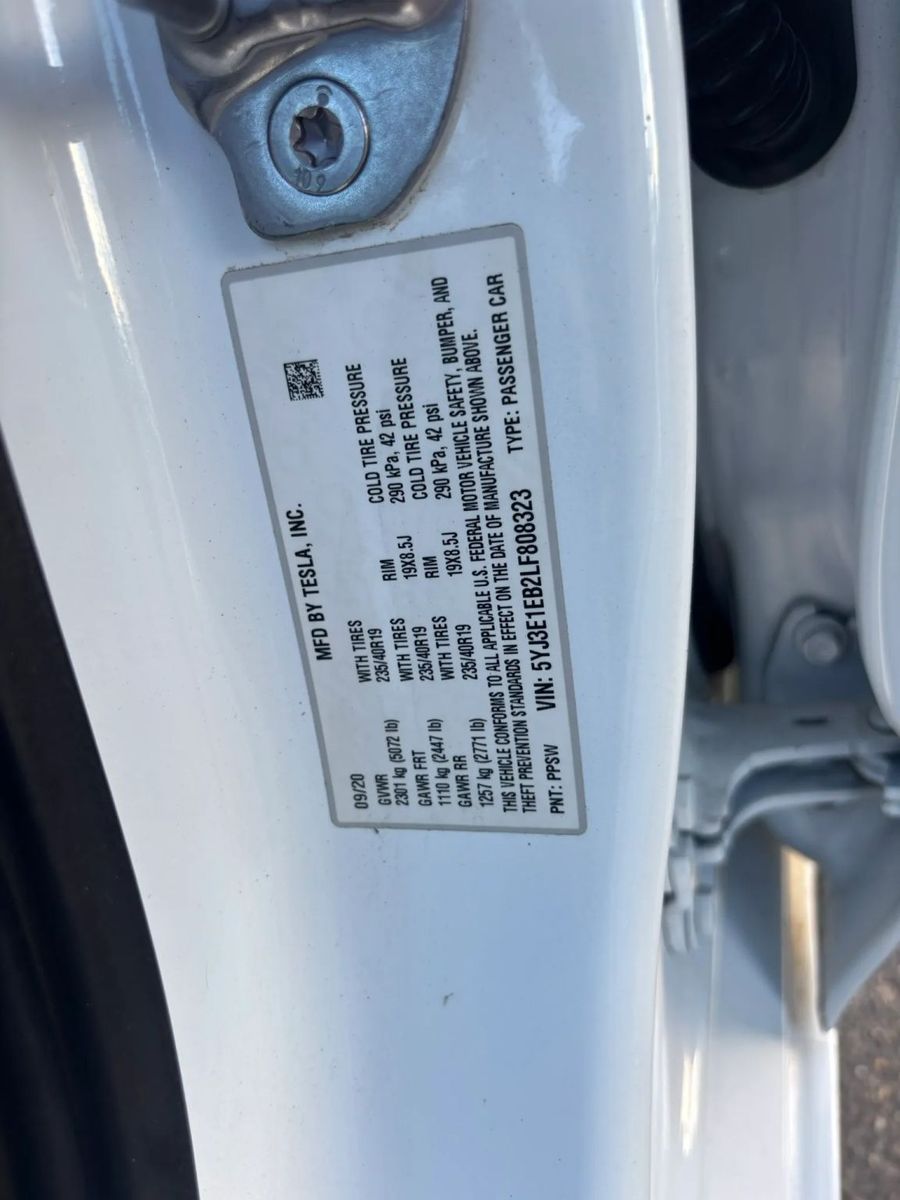 MFD BY TESLA, INC.
09/20
GVWR WITH TIRES RIM COLD TIRE PRESSURE
2301 kg (5072 lb) 235/40R19 19X8.5J 290 kPa, 42 psi
GAWR FRT WITH TIRES RIM COLD TIRE PRESSURE
1110 kg (2447 lb) 235/40R19 19X8.5J 290 kPa, 42 psi
GAWR RR WITH TIRES
1257 kg (2771 lb) 235/40R19
THIS VEHICLE CONFORMS TO ALL APPLICABLE U.S. FEDERAL MOTOR VEHICLE SAFETY, BUMPER, AND
THEFT PREVENTION STANDARDS IN EFFECT ON THE DATE OF MANUFACTURE SHOWN ABOVE.
VIN: 5YJ3E1EB2LF808323 TYPE: PASSENGER CAR
PNT: PPSW
10.9